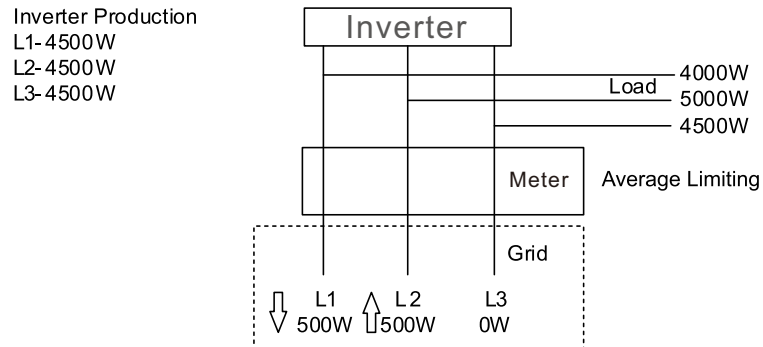 Inverter Production
L1-4500W
L2-4500W
L3-4500W
Inverter
Load
4000W
5000W
4500W
Meter
Average Limiting
Grid
L1 L2 L3
500W 500W 0W